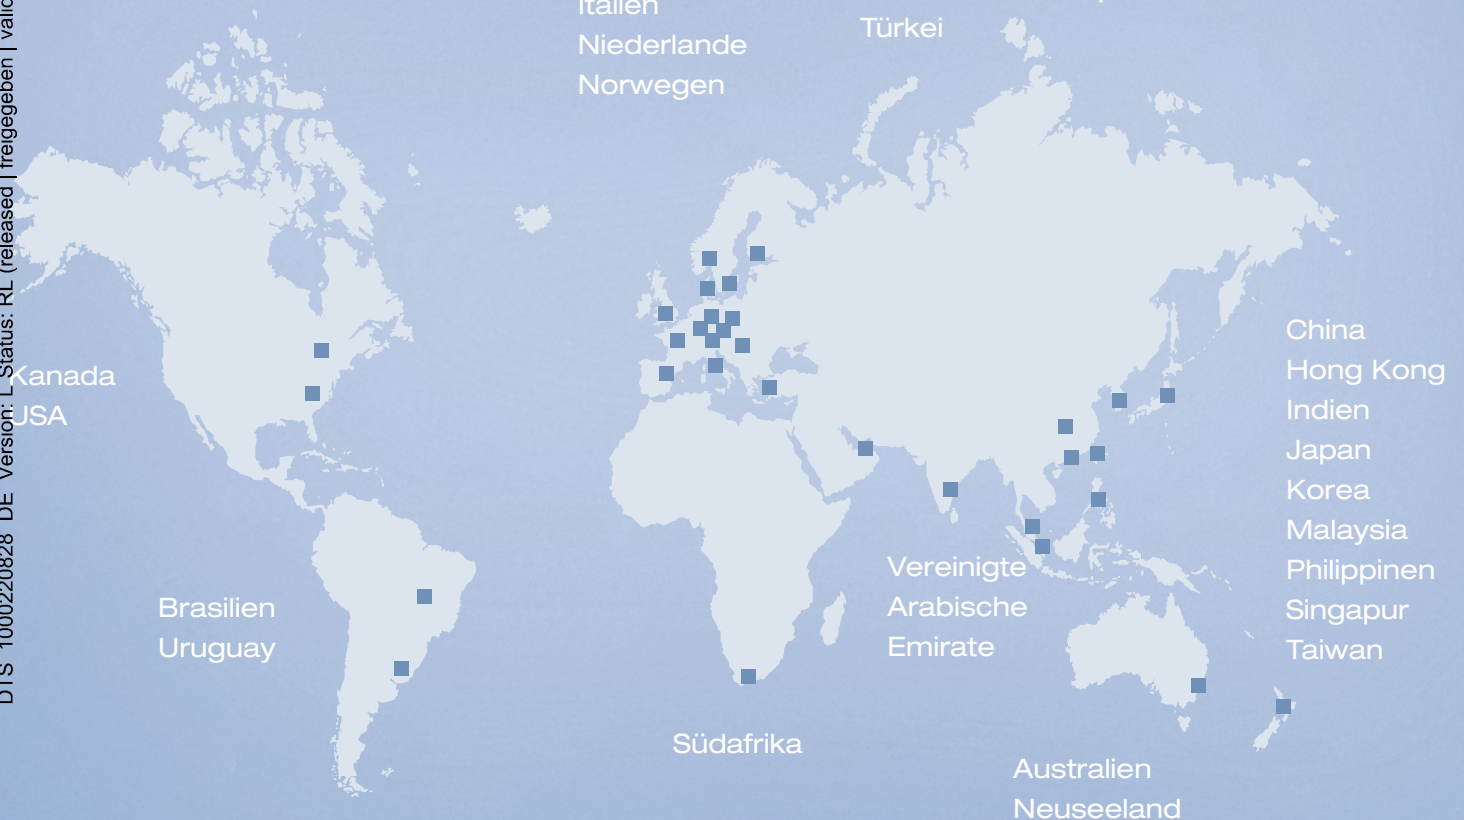 Italien
Niederlande
Norwegen
Türkei
Kanada
USA
Brasilien
Uruguay
Südafrika
Vereinigte
Arabische
Emirate
China
Hong Kong
Indien
Japan
Korea
Malaysia
Philippinen
Singapur
Taiwan
Australien
Neuseeland
DTS 1000220828 DE Version: L Status: RL (released | freigegeben | valid